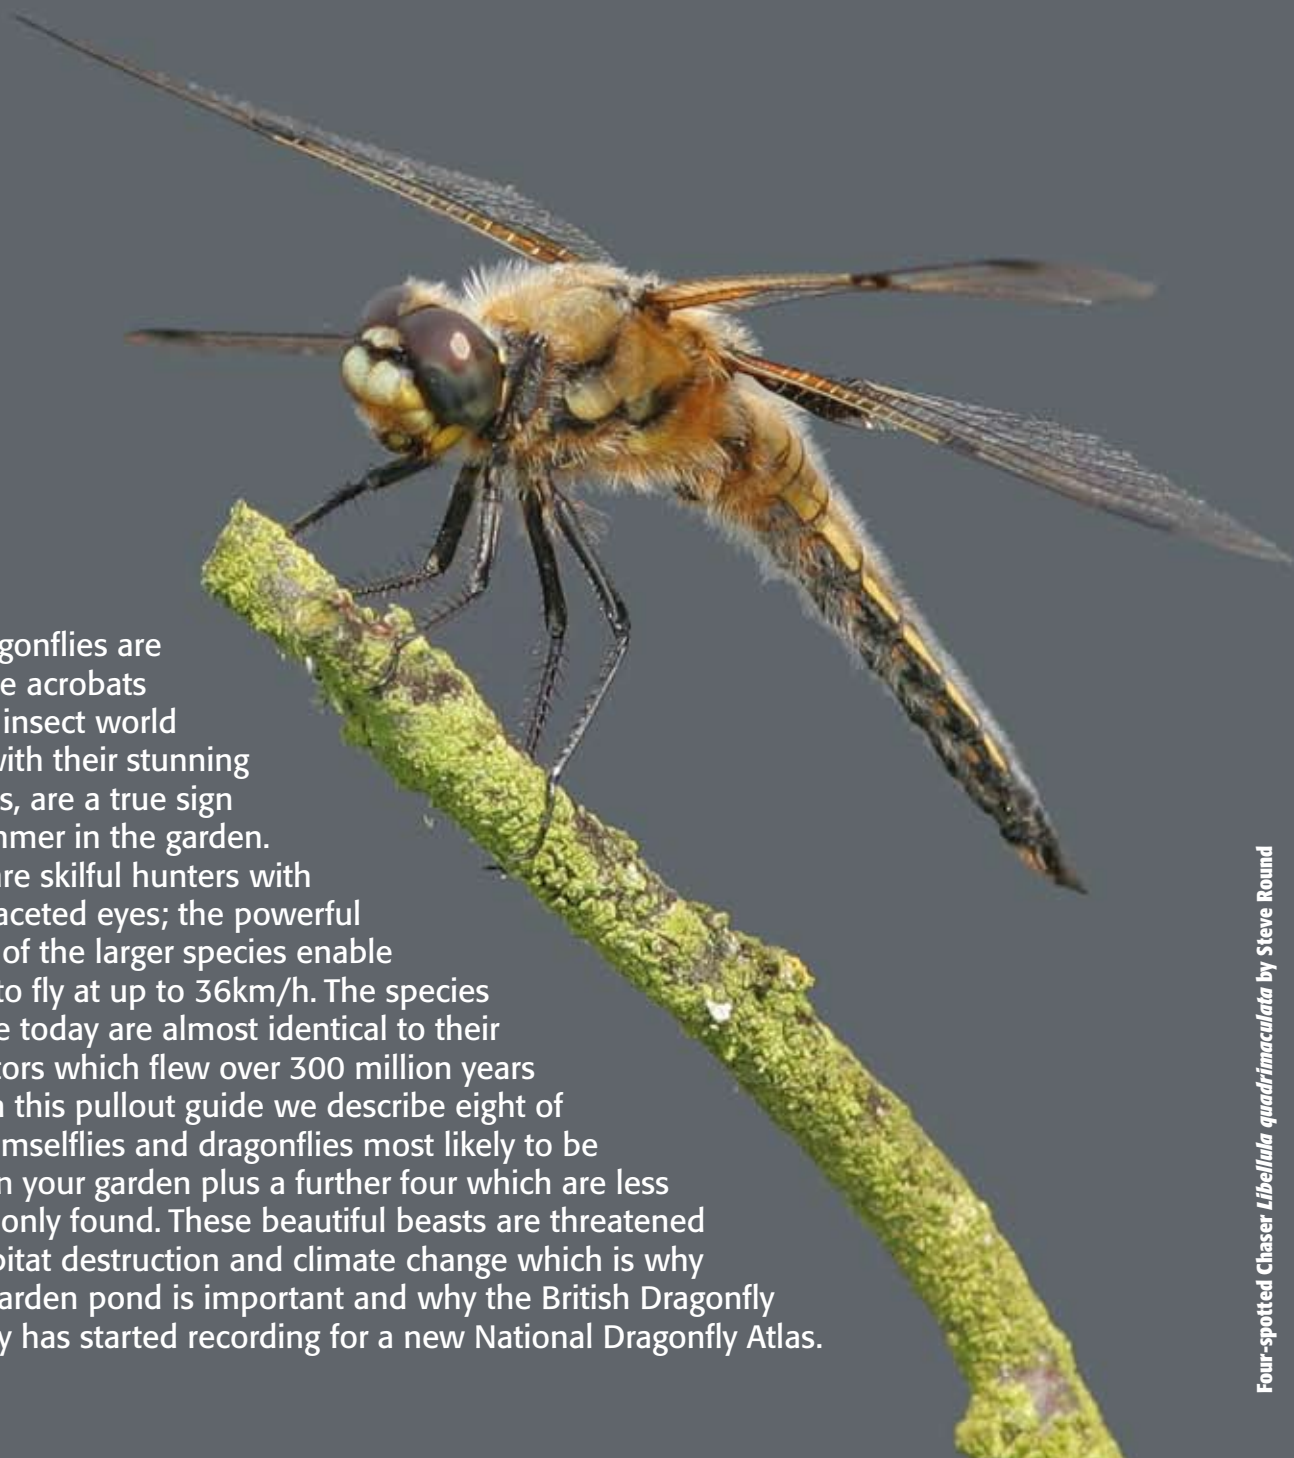 gonflies are
e acrobats
insect world
with their stunning
s, are a true sign
mmer in the garden.
are skilful hunters with
aceted eyes; the powerful
of the larger species enable
to fly at up to 36km/h. The species
e today are almost identical to their
tors which flew over 300 million years
n this pullout guide we describe eight of
mselflies and dragonflies most likely to be
n your garden plus a further four which are less
only found. These beautiful beasts are threatened
bitat destruction and climate change which is why
arden pond is important and why the British Dragonfly
y has started recording for a new National Dragonfly Atlas.
Four-spotted Chaser Libellula quadrimaculata by Steve Round